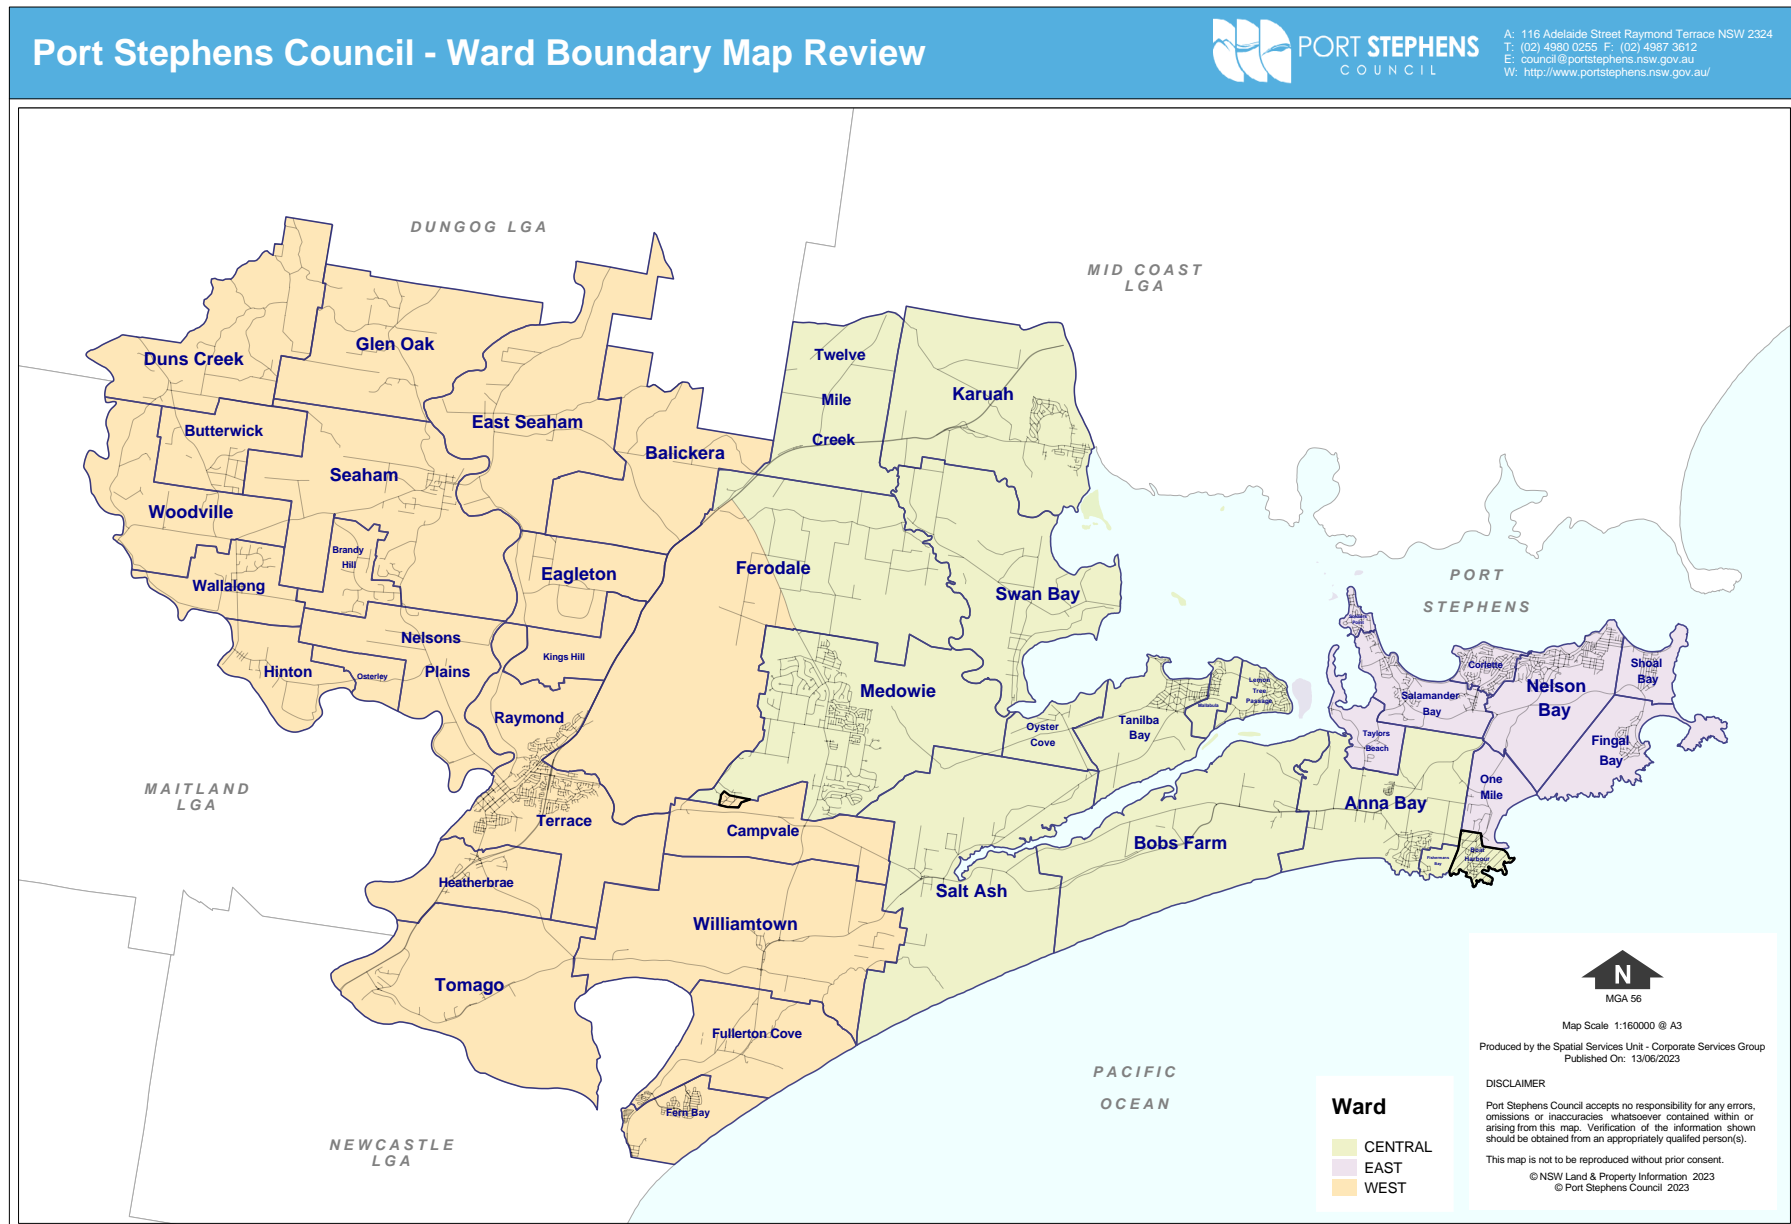 Port Stephens Council - Ward Boundary Map Review
PORT STEPHENS
COUNCIL
A: 116 Adelaide Street Raymond Terrace NSW 2324
T: (02) 4980 0255 F: (02) 4987 3612
E: council@portstephens.nsw.gov.au
W: http://www.portstephens.nsw.gov.au/
DUNGOG LGA
MID COAST
LGA
Duns Creek
Glen Oak
Twelve
Mile
Creek
Karuah
Butterwick
East Seaham
Balickera
Seaham
Woodville
Brandy
Hill
Wallalong
Eagleton
Ferodale
Swan Bay
PORT
STEPHENS
Nelsons
Plains
Kings Hill
Hinton
Osterley
Raymond
Terrace
Medowie
Oyster
Cove
Tanilba
Bay
Mallabula
Lemon
Tree
Passage
Corlette
Salamander
Bay
Taylors
Beach
Nelson
Bay
Shoal
Bay
Fingal
Bay
One
Mile
MAITLAND
LGA
Campvale
Anna Bay
Bobs Farm
Fishermans
Bay
Boat
Harbour
Heatherbrae
Salt Ash
Williamtown
Tomago
Fullerton Cove
Fern Bay
NEWCASTLE
LGA
PACIFIC
OCEAN
Ward
CENTRAL
EAST
WEST
N
MGA 56
Map Scale 1:160000 @ A3
Produced by the Spatial Services Unit - Corporate Services Group
Published On: 13/06/2023
DISCLAIMER
Port Stephens Council accepts no responsibility for any errors,
omissions or inaccuracies whatsoever contained within or
arising from this map. Verification of the information shown
should be obtained from an appropriately qualifed person(s).
This map is not to be reproduced without prior consent.
© NSW Land & Property Information 2023
© Port Stephens Council 2023